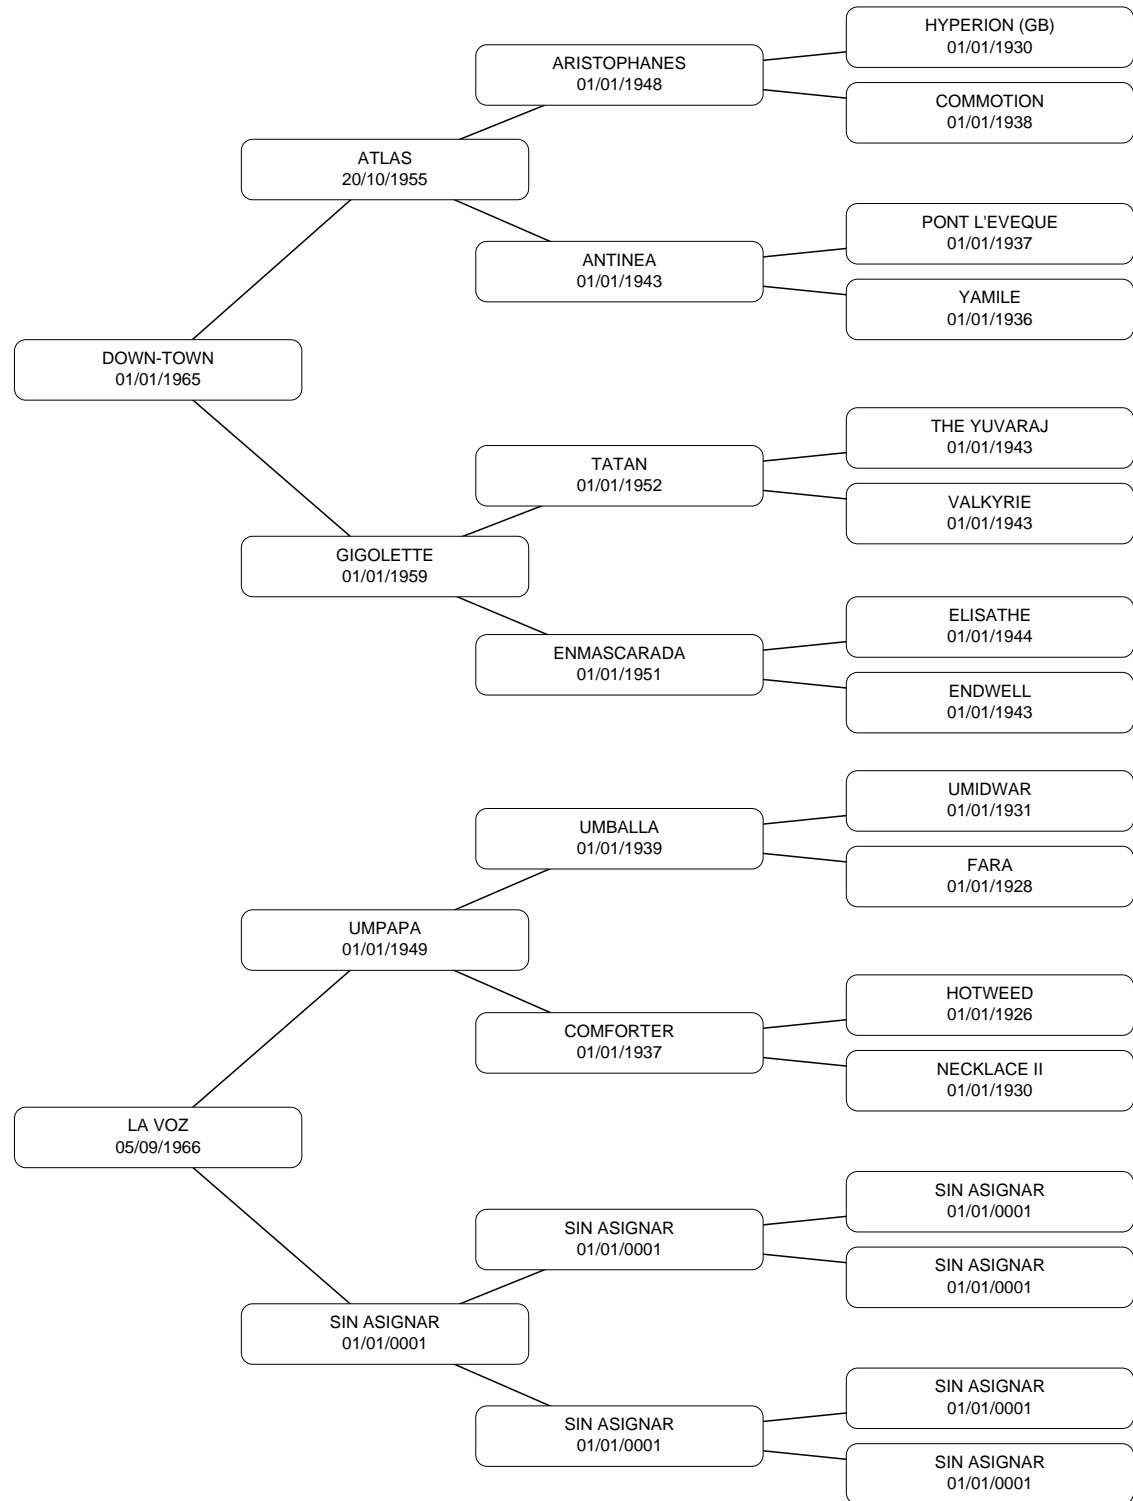 HYPERION (GB)
01/01/1930
ARISTOPHANES
01/01/1948
COMMOTION
01/01/1938
ATLAS
20/10/1955
PONT L'EVEQUE
01/01/1937
ANTINEA
01/01/1943
YAMILE
01/01/1936
DOWN-TOWN
01/01/1965
THE YUVARAJ
01/01/1943
TATAN
01/01/1952
VALKYRIE
01/01/1943
GIGOLETTE
01/01/1959
ELISATHE
01/01/1944
ENMASCARADA
01/01/1951
ENDWELL
01/01/1943
UMIDWAR
01/01/1931
UMBALLA
01/01/1939
FARA
01/01/1928
UMPAPA
01/01/1949
HOTWEED
01/01/1926
COMFORTER
01/01/1937
NECKLACE II
01/01/1930
LA VOZ
05/09/1966
SIN ASIGNAR
01/01/0001
SIN ASIGNAR
01/01/0001
SIN ASIGNAR
01/01/0001
SIN ASIGNAR
01/01/0001
SIN ASIGNAR
01/01/0001
SIN ASIGNAR
01/01/0001
SIN ASIGNAR
01/01/0001